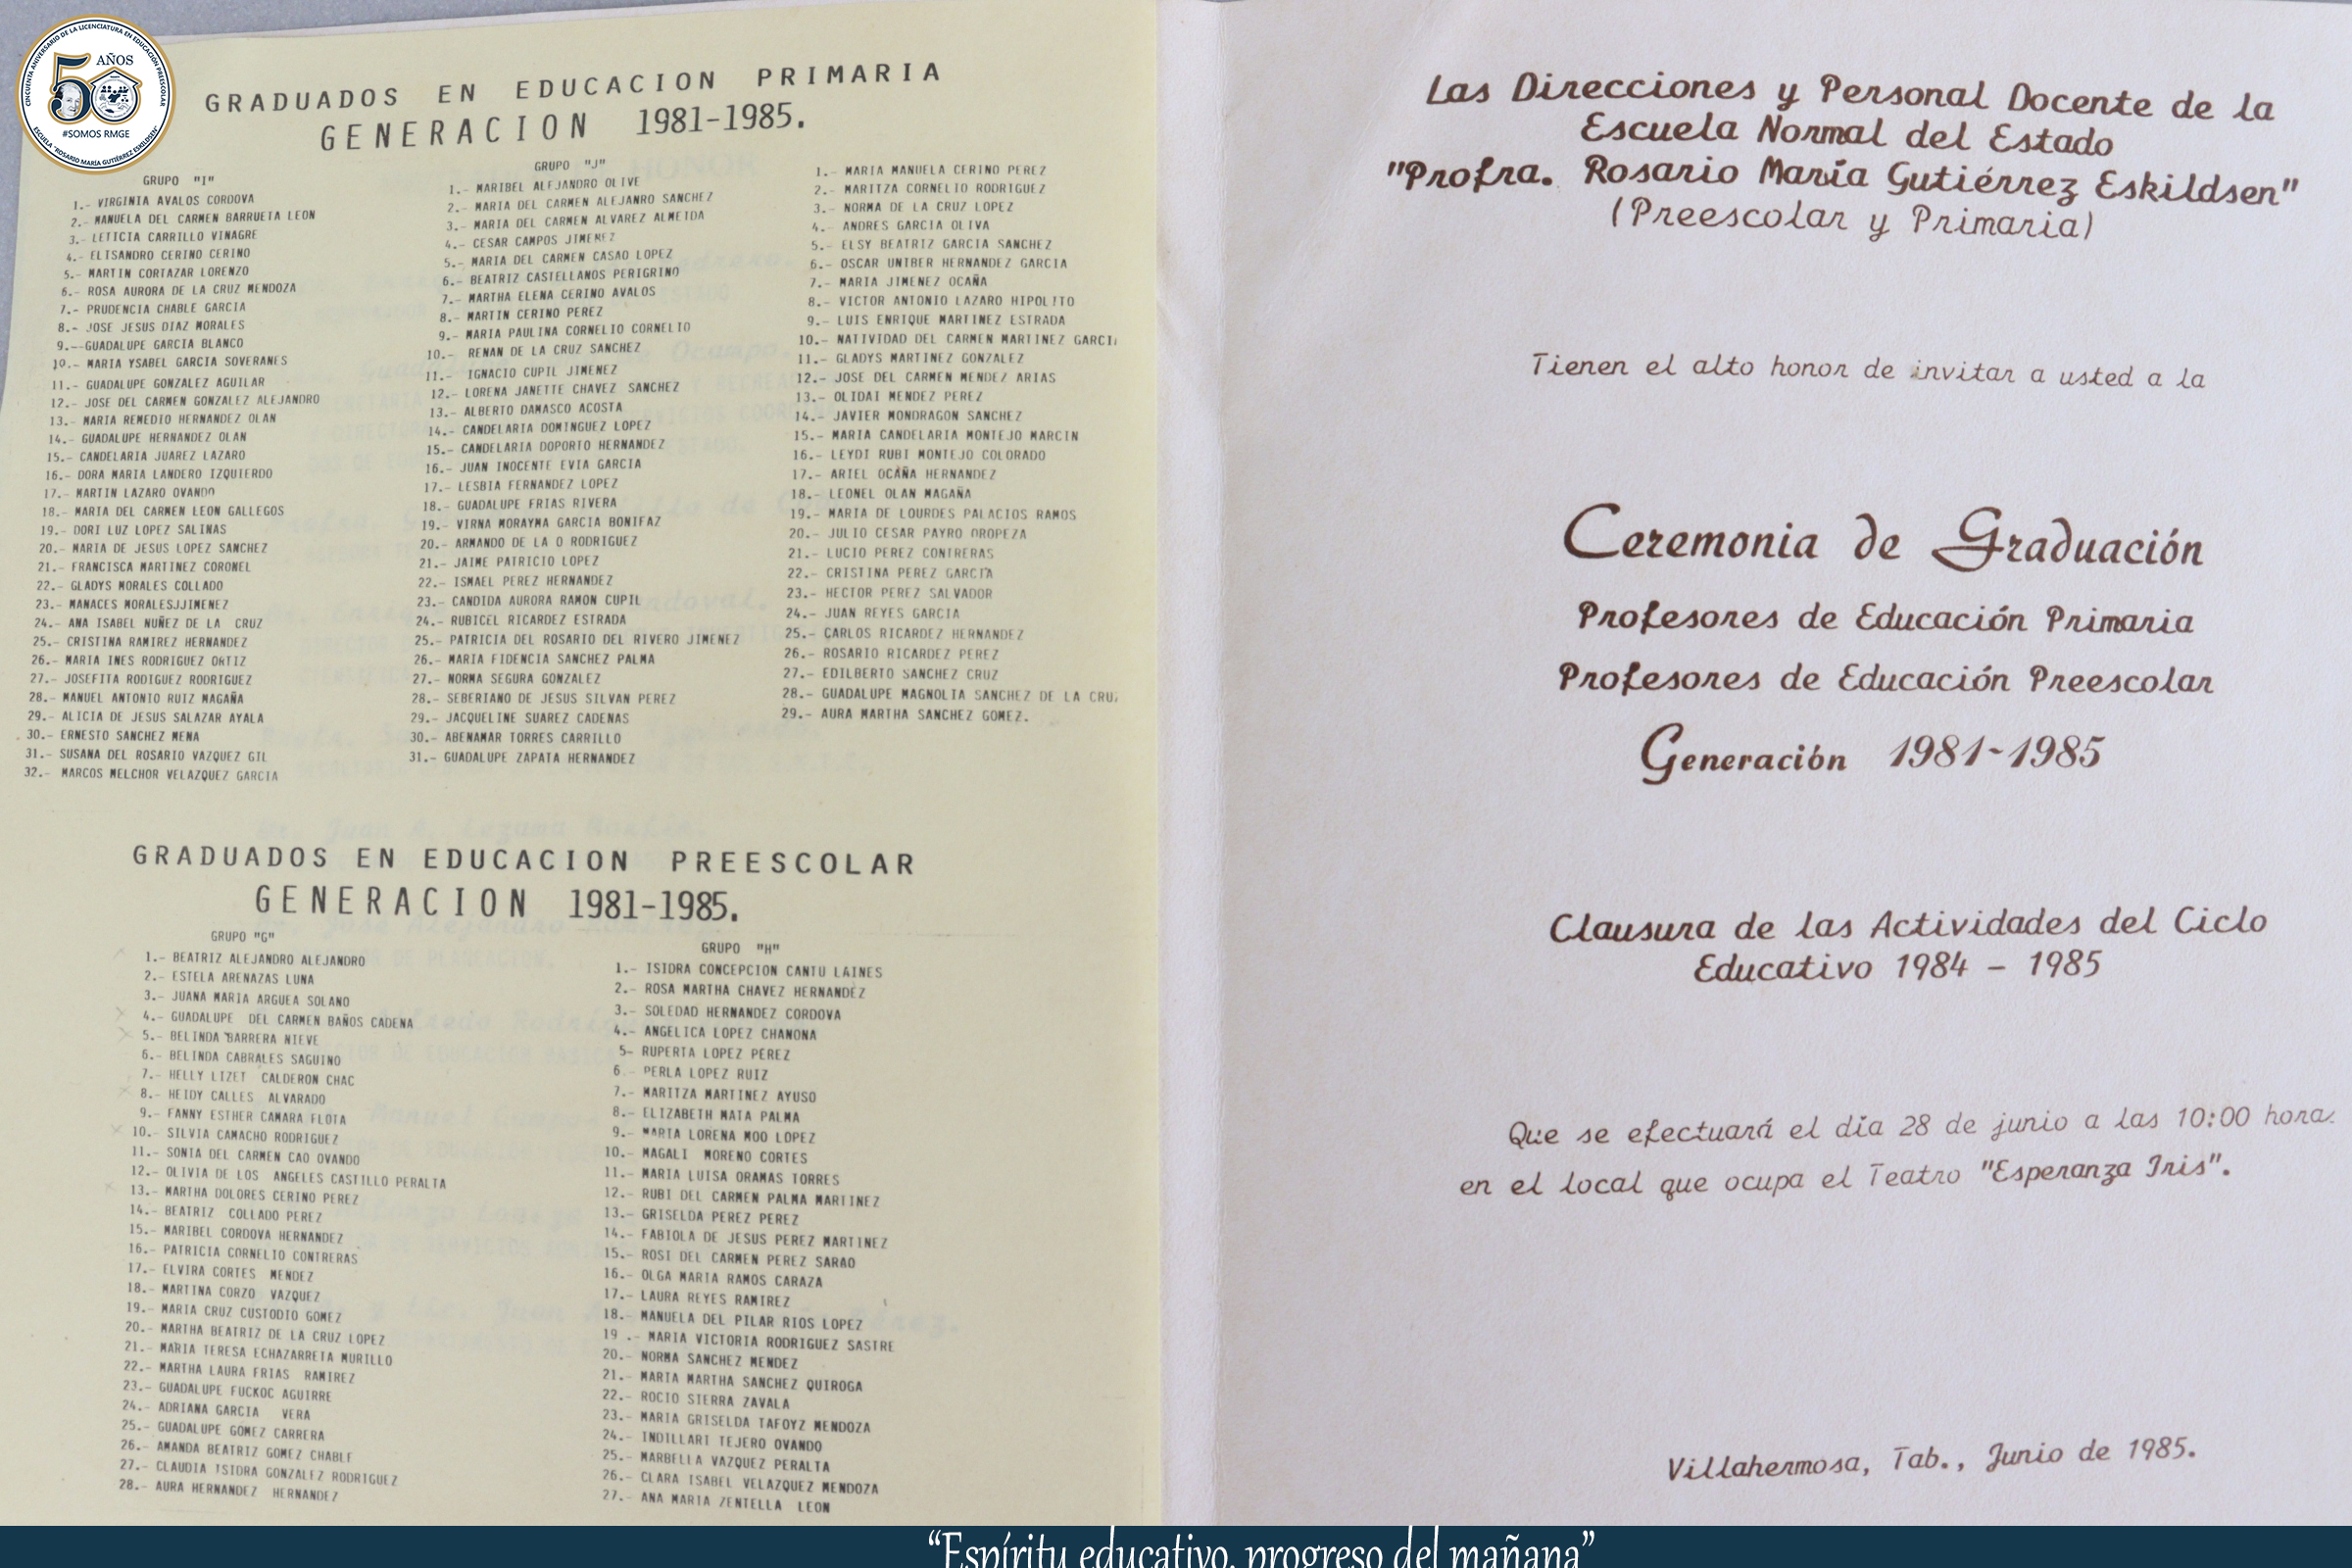 CINCUENTA ANIVERSARIO DE LA LICENCIATURA EN EDUCACIÓN PREESCOLAR
50 AÑOS
#SOMOS RMGE
ESCUELA "ROSARIO MARÍA GUTIÉRREZ ESKILDSEN"
GRADUADOS EN EDUCACION PRIMARIA
GENERACION 1981-1985.
GRUPO "I"
1.- VIRGINIA AVALOS CORDOVA
2.- MANUELA DEL CARMEN BARRUETA LEON
3.- LETICIA CARRILLO VINAGRE
4.- ELISANDRO CERINO CERINO
5.- MARTIN CORTAZAR LORENZO
6.- ROSA AURORA DE LA CRUZ MENDOZA
7.- PRUDENCIA CHABLE GARCIA
8.- JOSE JESUS DIAZ MORALES
9.--GUADALUPE GARCIA BLANCO
10.- MARIA YSABEL GARCIA SOVERANES
11.- GUADALUPE GONZALEZ AGUILAR
12.- JOSE DEL CARMEN GONZALEZ ALEJANDRO
13.- MARIA REMEDIO HERNANDEZ OLAN
14.- GUADALUPE HERNANDEZ OLAN
15.- CANDELARIA JUAREZ LAZARO
16.- DORA MARIA LANDERO IZQUIERDO
17.- MARTIN LAZARO OVANDO
18.- MARIA DEL CARMEN LEON GALLEGOS
19.- DORI LUZ LOPEZ SALINAS
20.- MARIA DE JESUS LOPEZ SANCHEZ
21.- FRANCISCA MARTINEZ CORONEL
22.- GLADYS MORALES COLLADO
23.- MANACES MORALESJJIMENEZ
24.- ANA ISABEL NUÑEZ DE LA CRUZ
25.- CRISTINA RAMIREZ HERNANDEZ
26.- MARIA INES RODRIGUEZ ORTIZ
27.- JOSEFITA RODIGUEZ RODRIGUEZ
28.- MANUEL ANTONIO RUIZ MAGAÑA
29.- ALICIA DE JESUS SALAZAR AYALA
30.- ERNESTO SANCHEZ MENA
31.- SUSANA DEL ROSARIO VAZQUEZ GIL
32.- MARCOS MELCHOR VELAZQUEZ GARCIA
GRUPO "J"
1.- MARIBEL ALEJANDRO OLIVE
2.- MARIA DEL CARMEN ALEJANRO SANCHEZ
3.- MARIA DEL CARMEN ALVAREZ ALMEIDA
4.- CESAR CAMPOS JIMENEZ
5.- MARIA DEL CARMEN CASAO LOPEZ
6.- BEATRIZ CASTELLANOS PERIGRINO
7.- MARTHA ELENA CERINO AVALOS
8.- MARTIN CERINO PEREZ
9.- MARIA PAULINA CORNELIO CORNELIO
10.- RENAN DE LA CRUZ SANCHEZ
11.- IGNACIO CUPIL JIMENEZ
12.- LORENA JANETTE CHAVEZ SANCHEZ
13.- ALBERTO DAMASCO ACOSTA
14.- CANDELARIA DOMINGUEZ LOPEZ
15.- CANDELARIA DOPORTO HERNANDEZ
16.- JUAN INOCENTE EVIA GARCIA
17.- LESBIA FERNANDEZ LOPEZ
18.- GUADALUPE FRIAS RIVERA
19.- VIRNA MORAYMA GARCIA BONIFAZ
20.- ARMANDO DE LA O RODRIGUEZ
21.- JAIME PATRICIO LOPEZ
22.- ISMAEL PEREZ HERNANDEZ
23.- CANDIDA AURORA RAMON CUPIL
24.- RUBICEL RICARDEZ ESTRADA
25.- PATRICIA DEL ROSARIO DEL RIVERO JIMENEZ
26.- MARIA FIDENCIA SANCHEZ PALMA
27.- NORMA SEGURA GONZALEZ
28.- SEBERIANO DE JESUS SILVAN PEREZ
29.- JACQUELINE SUAREZ CADENAS
30.- ABENAMAR TORRES CARRILLO
31.- GUADALUPE ZAPATA HERNANDEZ
1.- MARIA MANUELA CERINO PEREZ
2.- MARITZA CORNELIO RODRIGUEZ
3.- NORMA DE LA CRUZ LOPEZ
4.- ANDRES GARCIA OLIVA
5.- ELSY BEATRIZ GARCIA SANCHEZ
6.- OSCAR UNIBER HERNANDEZ GARCIA
7.- MARIA JIMENEZ OCAÑA
8.- VICTOR ANTONIO LAZARO HIPOLITO
9.- LUIS ENRIQUE MARTINEZ ESTRADA
10.- NATIVIDAD DEL CARMEN MARTINEZ GARCI
11.- GLADYS MARTINEZ GONZALEZ
12.- JOSE DEL CARMEN MENDEZ ARIAS
13.- OLIDAI MENDEZ PEREZ
14.- JAVIER MONDRAGON SANCHEZ
15.- MARIA CANDELARIA MONTEJO MARCIN
16.- LEYDI RUBI MONTEJO COLORADO
17.- ARIEL OCAÑA HERNANDEZ
18.- LEONEL OLAN MAGAÑA
19.- MARIA DE LOURDES PALACIOS RAMOS
20.- JULIO CESAR PAYRO OROPEZA
21.- LUCIO PEREZ CONTRERAS
22.- CRISTINA PEREZ GARCIA
23.- HECTOR PEREZ SALVADOR
24.- JUAN REYES GARCIA
25.- CARLOS RICARDEZ HERNANDEZ
26.- ROSARIO RICARDEZ PEREZ
27.- EDILBERTO SANCHEZ CRUZ
28.- GUADALUPE MAGNOLIA SANCHEZ DE LA CRU
29.- AURA MARTHA SANCHEZ GOMEZ.
GRADUADOS EN EDUCACION PREESCOLAR
GENERACION 1981-1985.
GRUPO "G"
1.- BEATRIZ ALEJANDRO ALEJANDRO
2.- ESTELA ARENAZAS LUNA
3.- JUANA MARIA ARGUEA SOLANO
4.- GUADALUPE DEL CARMEN BAÑOS CADENA
5.- BELINDA BARRERA NIEVE
6.- BELINDA CABRALES SAGUINO
7.- HELLY LIZET CALDERON CHAC
8.- HEIDY CALLES ALVARADO
9.- FANNY ESTHER CAMARA FLOTA
10.- SILVIA CAMACHO RODRIGUEZ
11.- SONIA DEL CARMEN CAO OVANDO
12.- OLIVIA DE LOS ANGELES CASTILLO PERALTA
13.- MARTHA DOLORES CERINO PEREZ
14.- BEATRIZ COLLADO PEREZ
15.- MARIBEL CORDOVA HERNANDEZ
16.- PATRICIA CORNELIO CONTRERAS
17.- ELVIRA CORTES MENDEZ
18.- MARTINA CORZO VAZQUEZ
19.- MARIA CRUZ CUSTODIO GOMEZ
20.- MARTHA BEATRIZ DE LA CRUZ LOPEZ
21.- MARIA TERESA ECHAZARRETA MURILLO
22.- MARTHA LAURA FRIAS RAMIREZ
23.- GUADALUPE FUCKOC AGUIRRE
24.- ADRIANA GARCIA VERA
25.- GUADALUPE GOMEZ CARRERA
26.- AMANDA BEATRIZ GOMEZ CHABLE
27.- CLAUDIA ISIDRA GONZALEZ RODRIGUEZ
28.- AURA HERNANDEZ HERNANDEZ
GRUPO "H"
1.- ISIDRA CONCEPCION CANTU LAINES
2.- ROSA MARTHA CHAVEZ HERNANDEZ
3.- SOLEDAD HERNANDEZ CORDOVA
4.- ANGELICA LOPEZ CHANONA
5- RUPERTA LOPEZ PEREZ
6.- PERLA LOPEZ RUIZ
7.- MARITZA MARTINEZ AYUSO
8.- ELIZABETH MATA PALMA
9.- MARIA LORENA MOO LOPEZ
10.- MAGALI MORENO CORTES
11.- MARIA LUISA ORAMAS TORRES
12.- RUBI DEL CARMEN PALMA MARTINEZ
13.- GRISELDA PEREZ PEREZ
14.- FABIOLA DE JESUS PEREZ MARTINEZ
15.- ROSI DEL CARMEN PEREZ SARAO
16.- OLGA MARIA RAMOS CARAZA
17.- LAURA REYES RAMIREZ
18.- MANUELA DEL PILAR RIOS LOPEZ
19 .- MARIA VICTORIA RODRIGUEZ SASTRE
20.- NORMA SANCHEZ MENDEZ
21.- MARIA MARTHA SANCHEZ QUIROGA
22.- ROCIO SIERRA ZAVALA
23.- MARIA GRISELDA TAFOYZ MENDOZA
24.- INDILLARI TEJERO OVANDO
25.- MARBELLA VAZQUEZ PERALTA
26.- CLARA ISABEL VELAZQUEZ MENDOZA
27.- ANA MARIA ZENTELLA LEON
Las Direcciones y Personal Docente de la
Escuela Normal del Estado
"Profra. Rosario María Gutiérrez Eskildsen"
(Preescolar y Primaria)
Tienen el alto honor de invitar a usted a la
Ceremonia de Graduación
Profesores de Educación Primaria
Profesores de Educación Preescolar
Generación 1981-1985
Clausura de las Actividades del Ciclo
Educativo 1984 - 1985
Que se efectuará el día 28 de junio a las 10:00 hora
en el local que ocupa el Teatro "Esperanza Iris".
Villahermosa, Tab., Junio de 1985.
“Espíritu educativo, progreso del mañana”